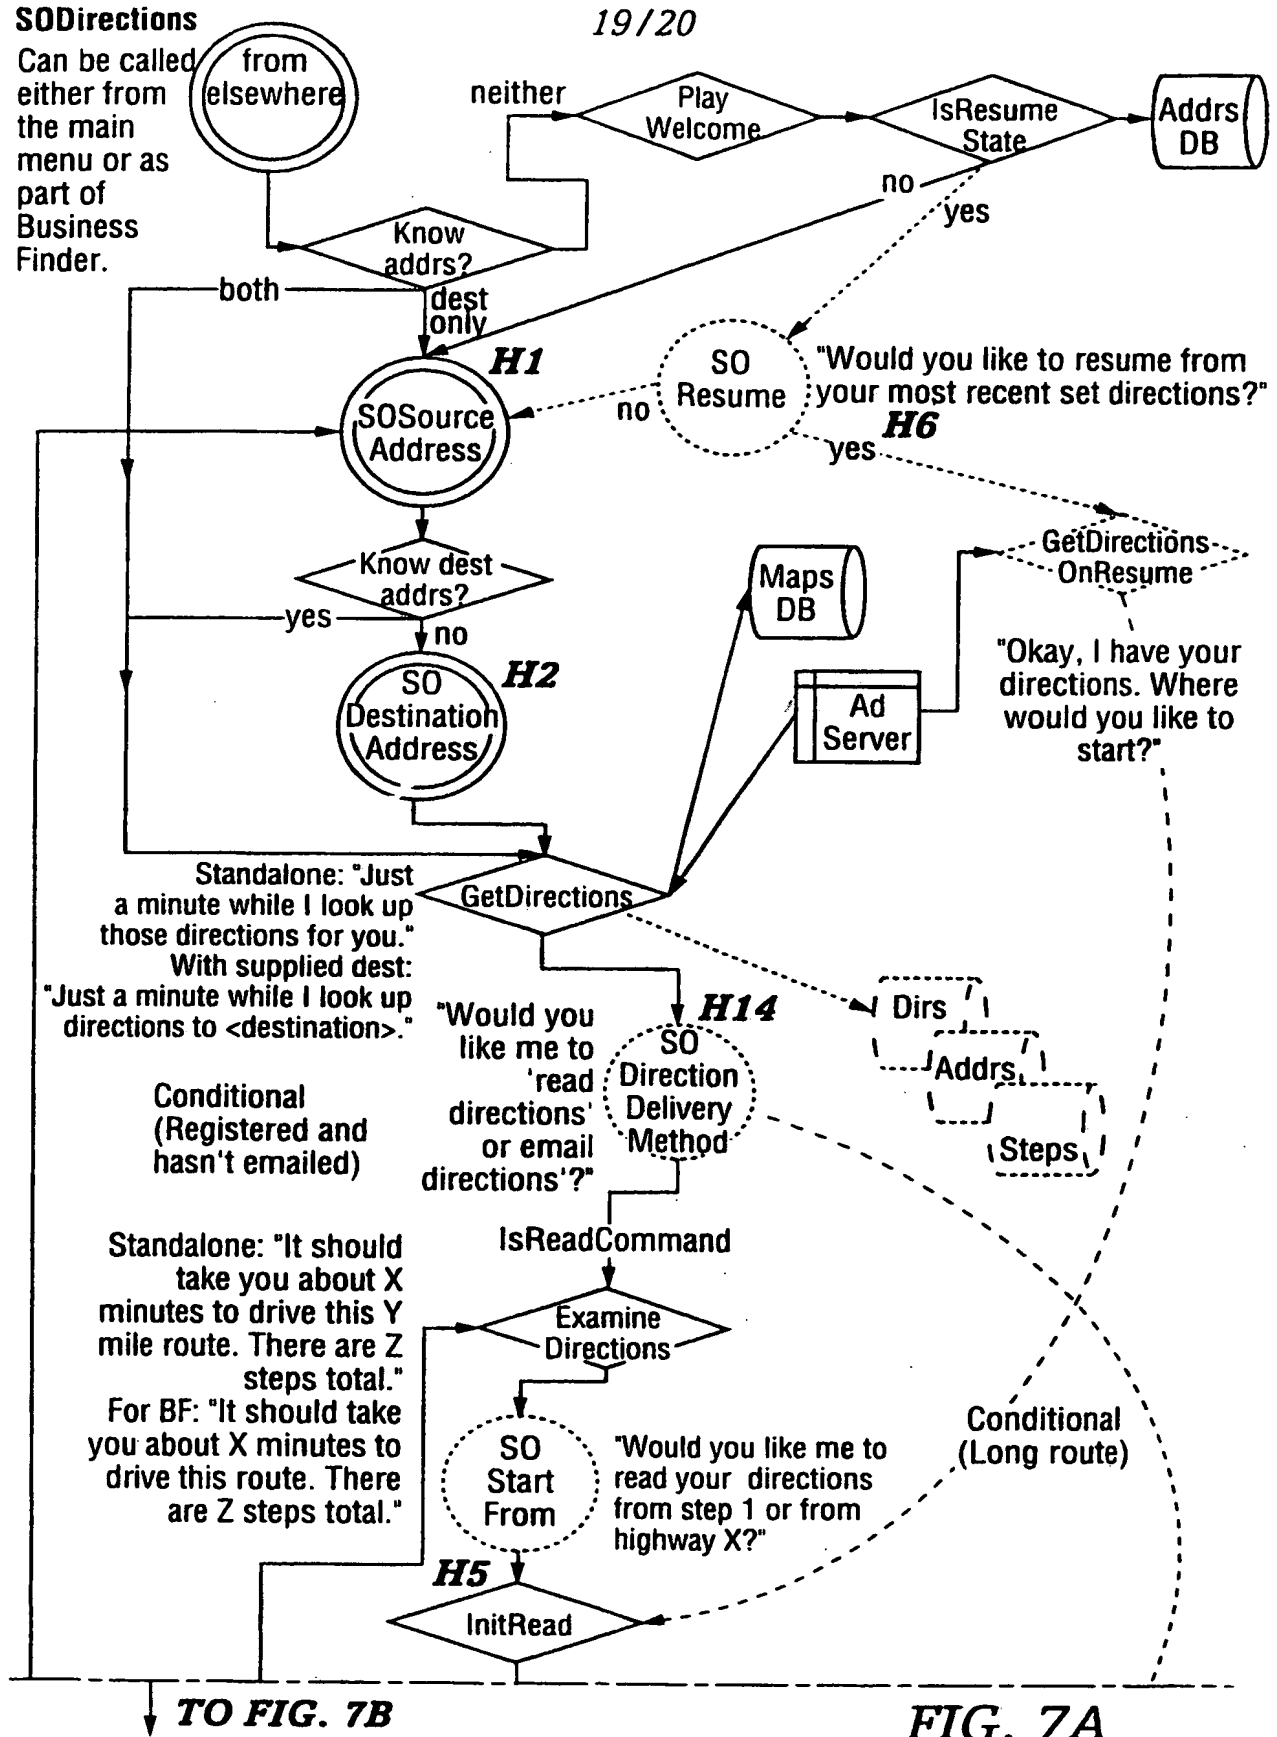 SODirections
19/20
Can be called
either from
the main
menu or as
part of
Business
Finder.
from
elsewhere
neither
Play
Welcome
IsResume
State
Addrs
DB
no
yes
Know
addrs?
both
dest
only
H1
SOSource
Address
SO
Resume
"Would you like to resume from
your most recent set directions?"
no
H6
yes
Know dest
addrs?
yes
no
Maps
DB
GetDirections
OnResume
H2
SO
Destination
Address
Ad
Server
"Okay, I have your
directions. Where
would you like to
start?"
Standalone: "Just
a minute while I look up
those directions for you."
With supplied dest:
"Just a minute while I look up
directions to <destination>."
GetDirections
Dirs
Addrs
Steps
H14
"Would you
like me to
'read
directions'
or email
directions'?"
SO
Direction
Delivery
Method
Conditional
(Registered and
hasn't emailed)
IsReadCommand
Standalone: "It should
take you about X
minutes to drive this Y
mile route. There are Z
steps total."
For BF: "It should take
you about X minutes to
drive this route. There
are Z steps total."
Examine
Directions
SO
Start
From
"Would you like me to
read your directions
from step 1 or from
highway X?"
Conditional
(Long route)
H5
InitRead
TO FIG. 7B
FIG. 7A